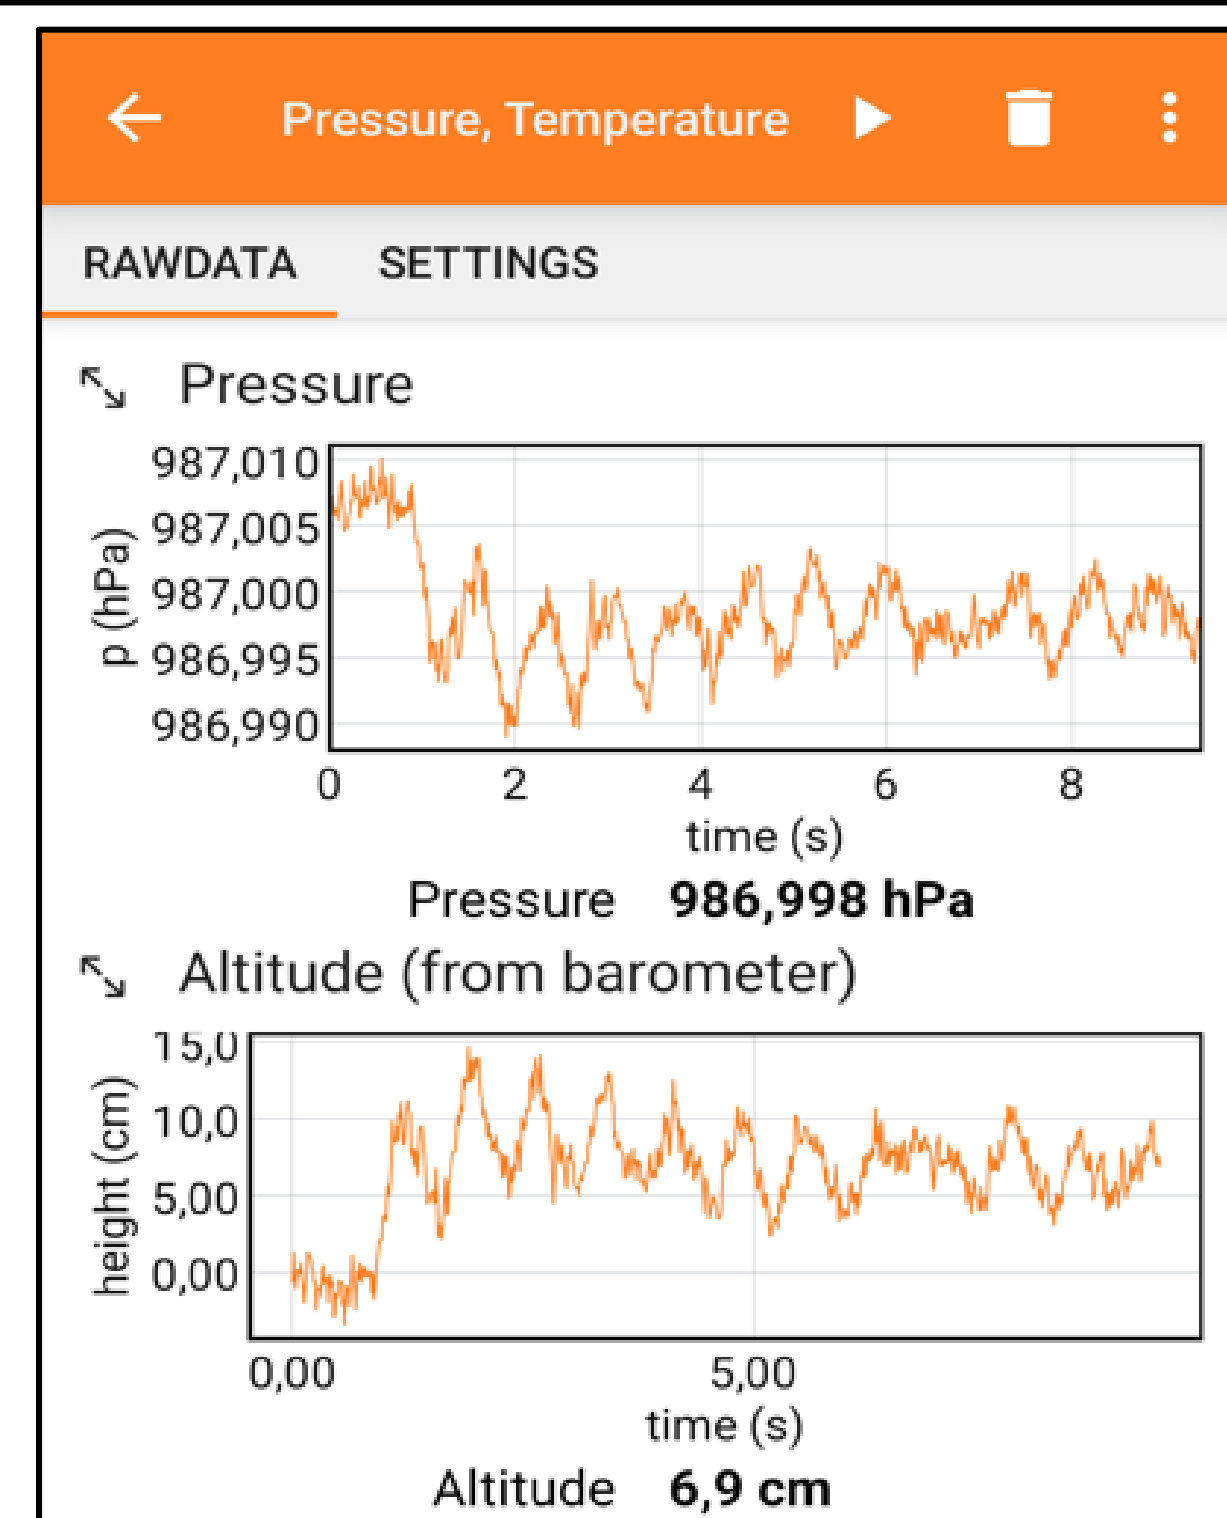 Pressure, Temperature
RAWDATA SETTINGS
Pressure
987,010
987,005
987,000
986,995
986,990
p (hPa)
0 2 4 6 8
time (s)
Pressure 986,998 hPa
Altitude (from barometer)
15,0
10,0
5,00
0,00
height (cm)
0,00 5,00
time (s)
Altitude 6,9 cm